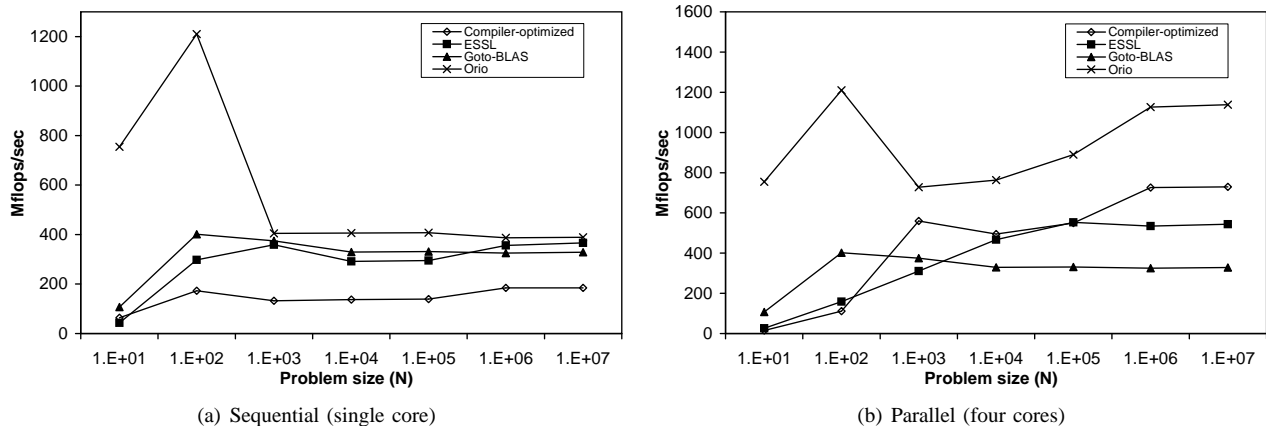 1200
1000
800
600
400
200
0
Mflops/sec
Compiler-optimized
ESSL
Goto-BLAS
Orio
1.E+01 1.E+02 1.E+03 1.E+04 1.E+05 1.E+06 1.E+07
Problem size (N)
(a) Sequential (single core)
1600
1400
1200
1000
800
600
400
200
0
Mflops/sec
Compiler-optimized
ESSL
Goto-BLAS
Orio
1.E+01 1.E+02 1.E+03 1.E+04 1.E+05 1.E+06 1.E+07
Problem size (N)
(b) Parallel (four cores)